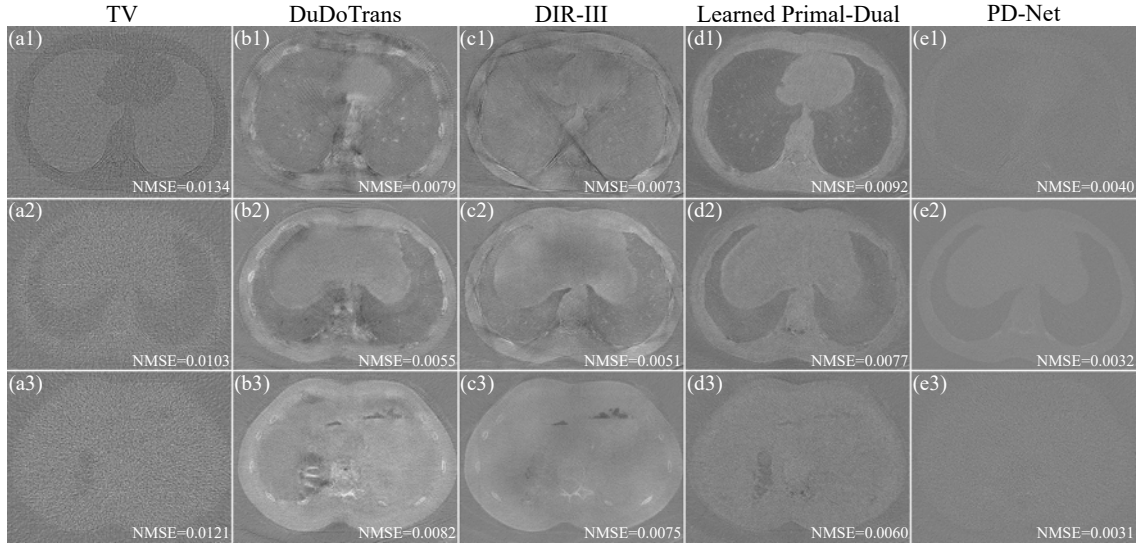 TV DuDoTrans DIR-III Learned Primal-Dual PD-Net
(a1) (b1) (c1) (d1) (e1)
NMSE=0.0134 NMSE=0.0079 NMSE=0.0073 NMSE=0.0092 NMSE=0.0040
(a2) (b2) (c2) (d2) (e2)
NMSE=0.0103 NMSE=0.0055 NMSE=0.0051 NMSE=0.0077 NMSE=0.0032
(a3) (b3) (c3) (d3) (e3)
NMSE=0.0121 NMSE=0.0082 NMSE=0.0075 NMSE=0.0060 NMSE=0.0031